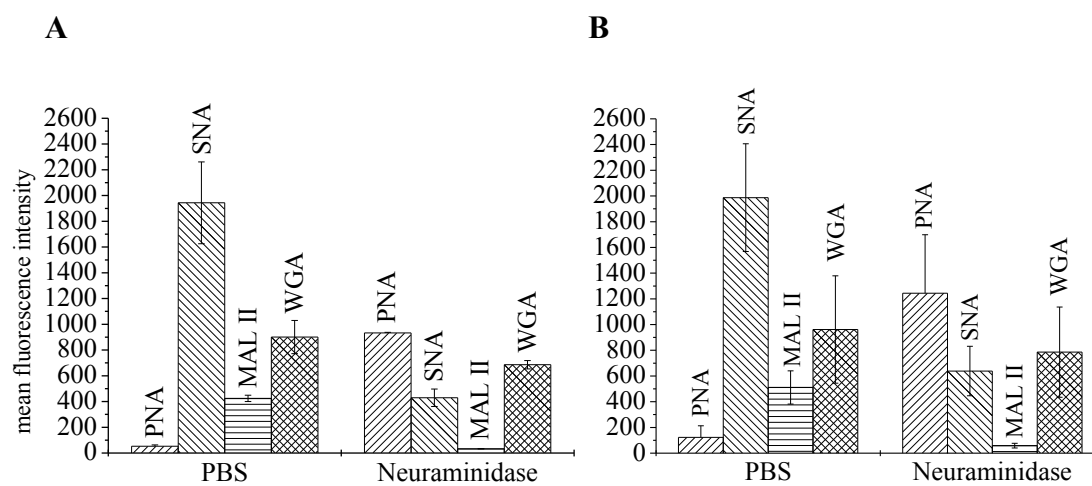 A
B
mean fluorescence intensity
2600
2400
2200
2000
1800
1600
1400
1200
1000
800
600
400
200
0
PNA
SNA
MAL II
WGA
PNA
SNA
MAL II
WGA
PBS
Neuraminidase
2600
2400
2200
2000
1800
1600
1400
1200
1000
800
600
400
200
0
PNA
SNA
MAL II
WGA
PNA
SNA
MAL II
WGA
PBS
Neuraminidase